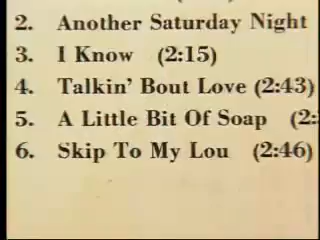 2. Another Saturday Night
3. I Know (2:15)
4. Talkin' Bout Love (2:43)
5. A Little Bit Of Soap (2:
6. Skip To My Lou (2:46)